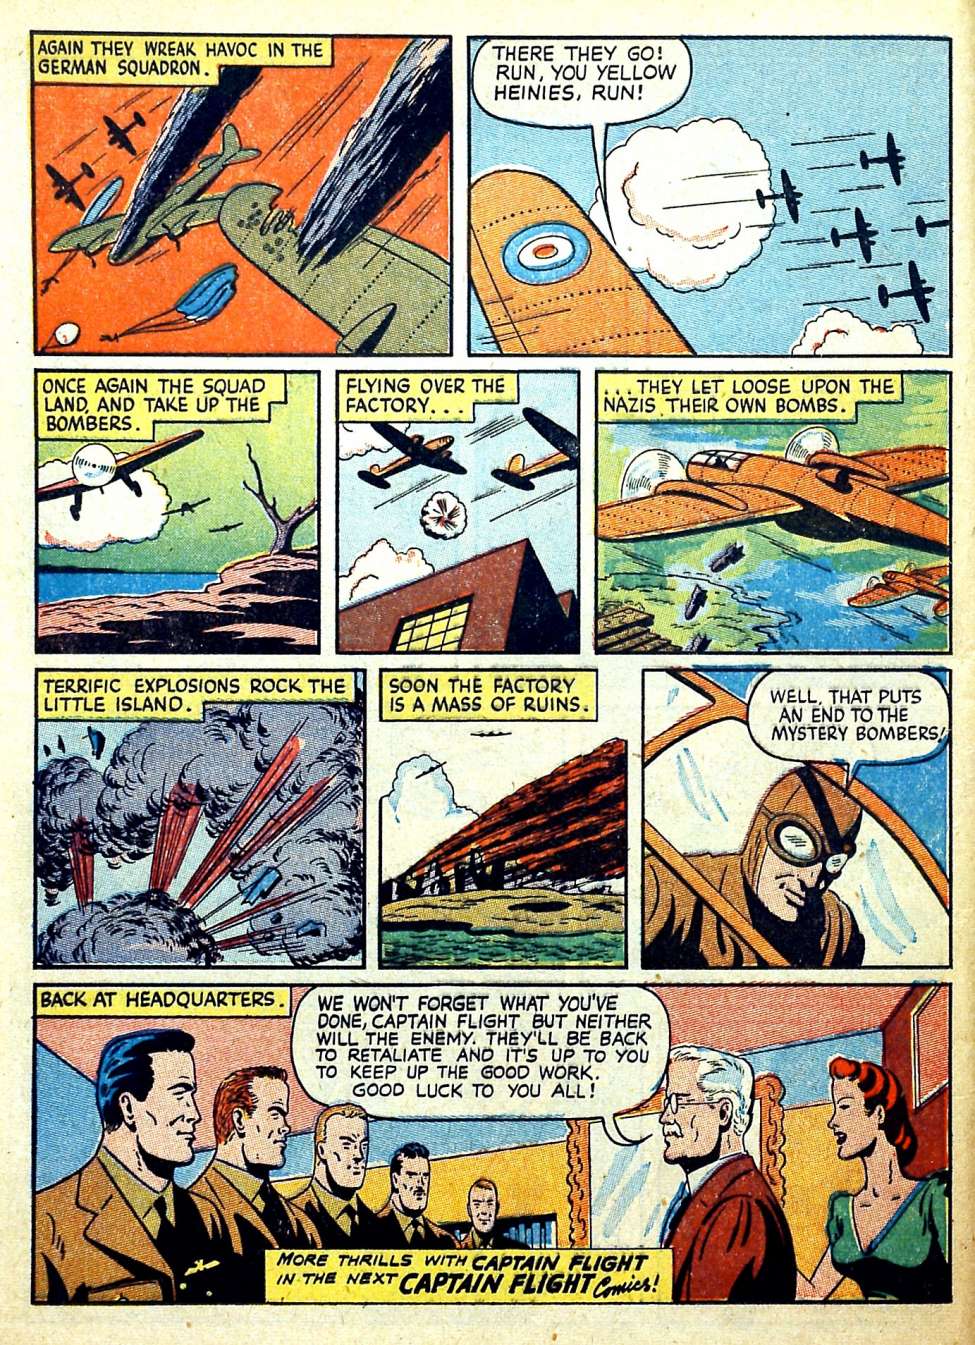 AGAIN THEY WREAK HAVOC IN THE
GERMAN SQUADRON.
THERE THEY GO!
RUN, YOU YELLOW
HEINIES, RUN!
ONCE AGAIN THE SQUAD
LAND, AND TAKE UP THE
BOMBERS.
FLYING OVER THE
FACTORY...
...THEY LET LOOSE UPON THE
NAZIS THEIR OWN BOMBS.
TERRIFIC EXPLOSIONS ROCK THE
LITTLE ISLAND.
SOON THE FACTORY
IS A MASS OF RUINS.
WELL, THAT PUTS
AN END TO THE
MYSTERY BOMBERS!
BACK AT HEADQUARTERS.
WE WON'T FORGET WHAT YOU'VE
DONE, CAPTAIN FLIGHT BUT NEITHER
WILL THE ENEMY. THEY'LL BE BACK
TO RETALIATE AND IT'S UP TO YOU
TO KEEP UP THE GOOD WORK.
GOOD LUCK TO YOU ALL!
MORE THRILLS WITH CAPTAIN FLIGHT
IN THE NEXT CAPTAIN FLIGHT Comics!